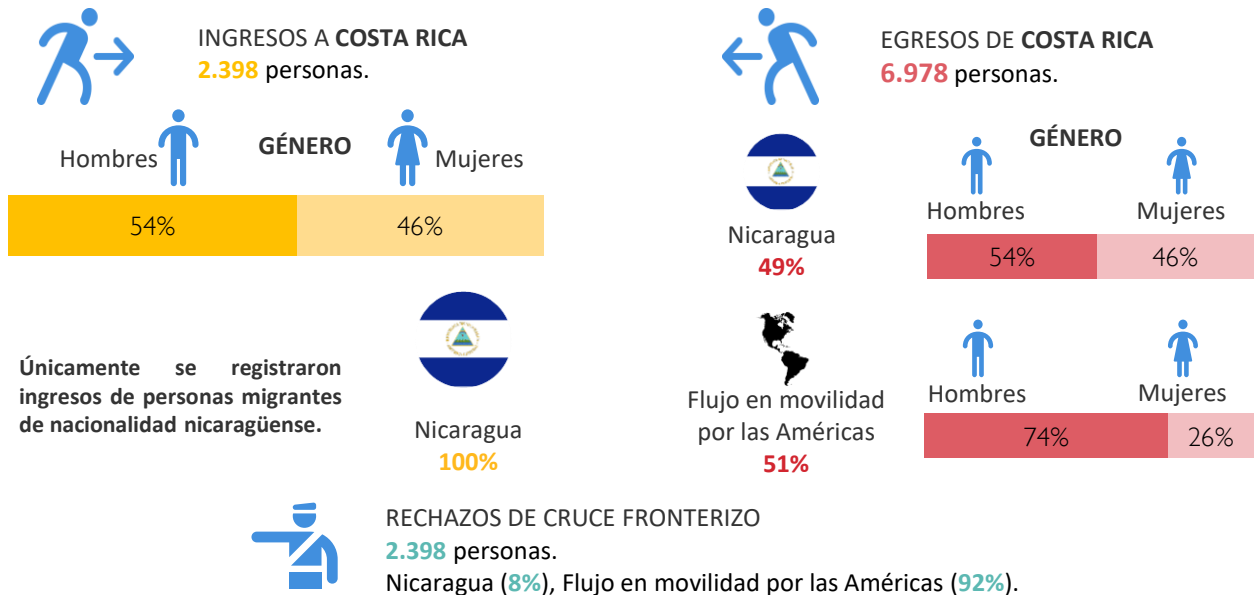 INGRESOS A COSTA RICA
2.398 personas.
GÉNERO
Hombres
Mujeres
54%
46%
Únicamente se registraron
ingresos de personas migrantes
de nacionalidad nicaragüense.
Nicaragua
100%
EGRESOS DE COSTA RICA
6.978 personas.
GÉNERO
Nicaragua
49%
Hombres
Mujeres
54%
46%
Flujo en movilidad
por las Américas
51%
Hombres
Mujeres
74%
26%
RECHAZOS DE CRUCE FRONTERIZO
2.398 personas.
Nicaragua (8%), Flujo en movilidad por las Américas (92%).